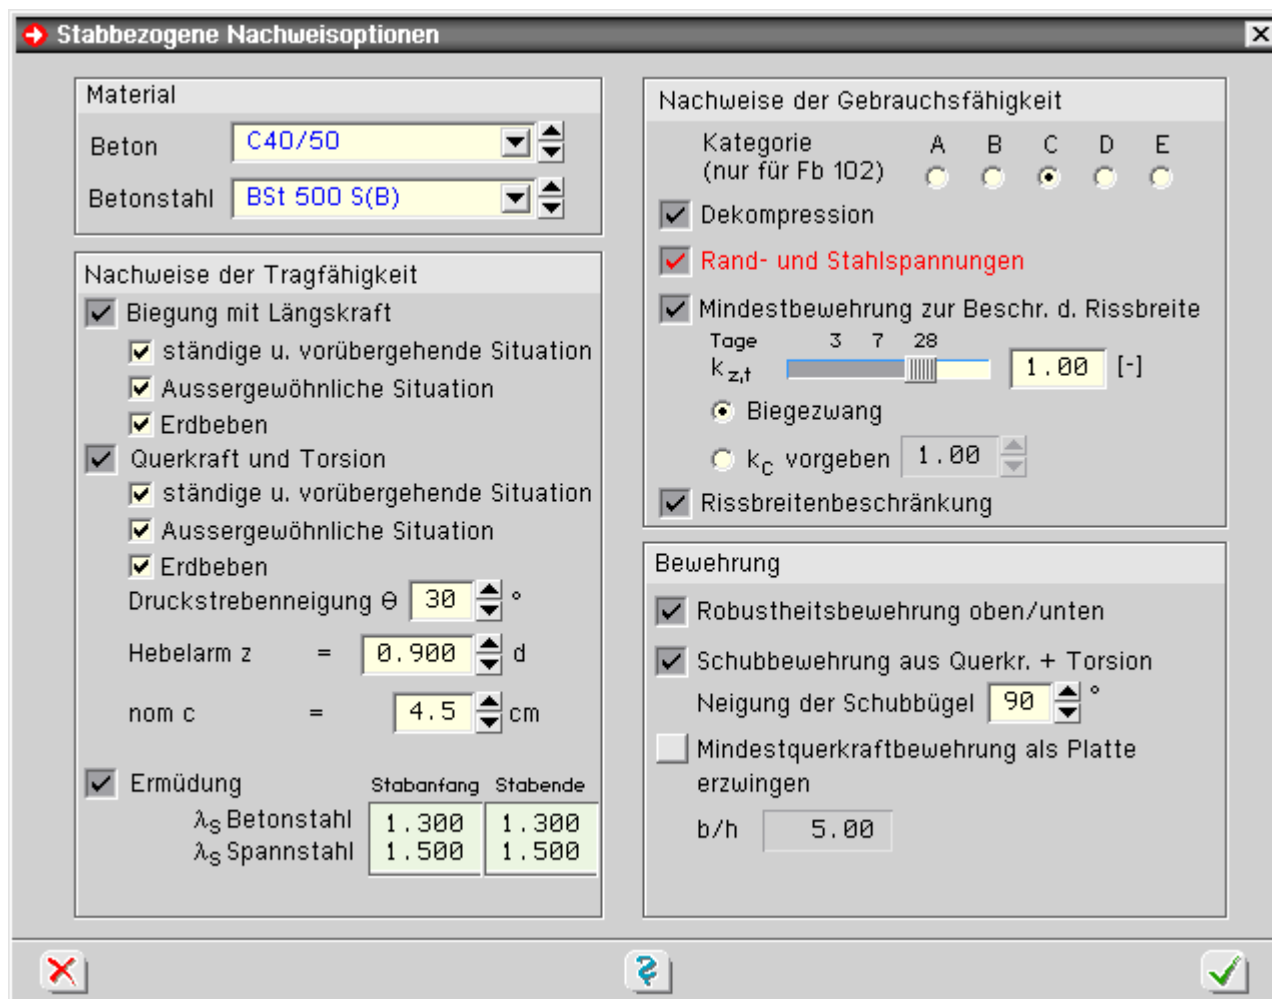 Stabbezogene Nachweisoptionen
Material
Beton C40/50
Betonstahl BSt 500 S(B)
Nachweise der Tragfähigkeit
Biegung mit Längskraft
ständige u. vorübergehende Situation
Aussergewöhnliche Situation
Erdbeben
Querkraft und Torsion
ständige u. vorübergehende Situation
Aussergewöhnliche Situation
Erdbeben
Druckstrebenneigung Θ 30 °
Hebelarm z = 0.900 d
nom c = 4.5 cm
Ermüdung Stabanfang Stabende
λS Betonstahl 1.300 1.300
λS Spannstahl 1.500 1.500
Nachweise der Gebrauchsfähigkeit
Kategorie A B C D E
(nur für Fb 102)
Dekompression
Rand- und Stahlspannungen
Mindestbewehrung zur Beschr. d. Rissbreite
Tage 3 7 28
kz,t 1.00 [-]
Biegezwang
kC vorgeben 1.00
Rissbreitenbeschränkung
Bewehrung
Robustheitsbewehrung oben/unten
Schubbewehrung aus Querkr. + Torsion
Neigung der Schubbügel 90 °
Mindestquerkraftbewehrung als Platte
erzwingen
b/h 5.00